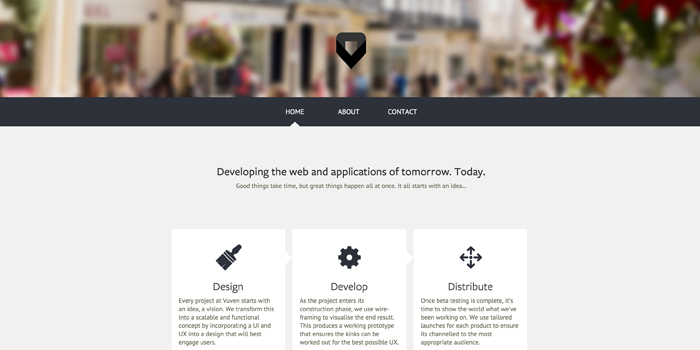 HOME ABOUT CONTACT
Developing the web and applications of tomorrow. Today.
Good things take time, but great things happen all at once. It all starts with an idea...
Design
Every project at Vuven starts with
an idea, a vision. We transform this
into a scalable and functional
concept by incorporating a UI and
UX into a design that will best
engage users.
Develop
As the project enters its
construction phase, we use wire-
framing to visualise the end result.
This produces a working prototype
that ensures the kinks can be
worked out for the best possible UX.
Distribute
Once beta testing is complete, it's
time to show the world what we've
been working on. We use tailored
launches for each product to ensure
its channelled to the most
appropriate audience.